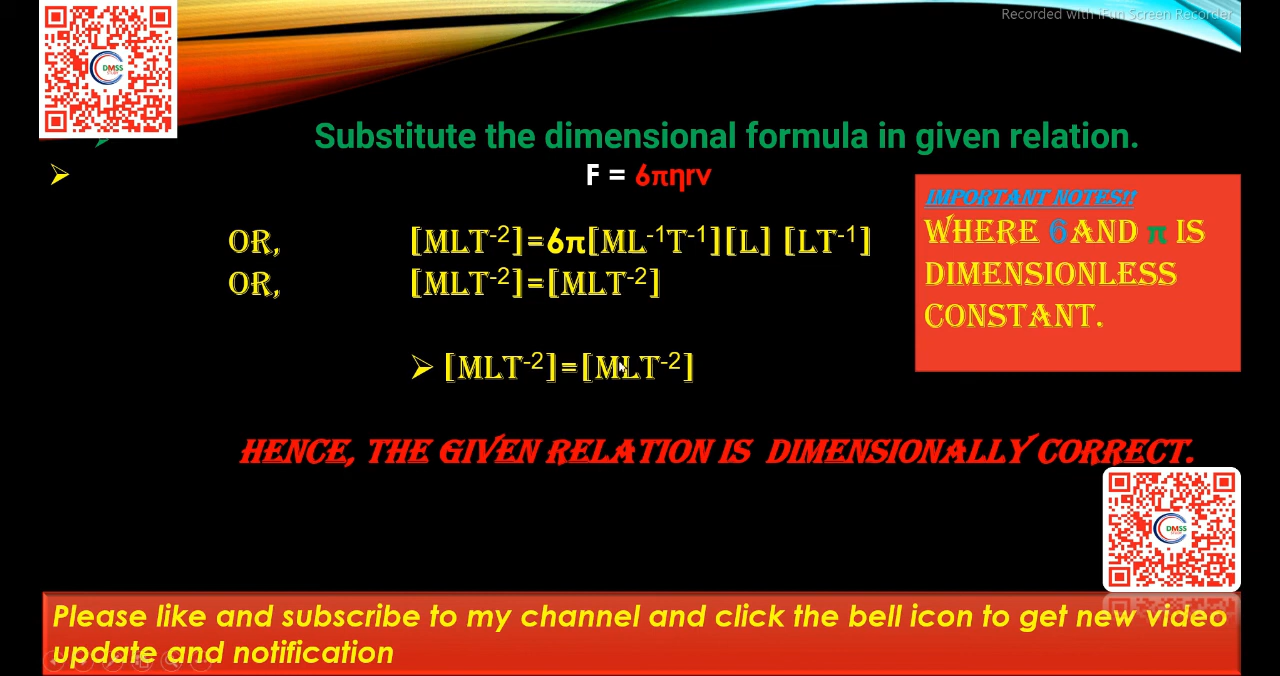 Recorded with iFun Screen Recorder
DMSS
Substitute the dimensional formula in given relation.
F = 6πηrv
IMPORTANT NOTES!!
WHERE 6 AND π IS
DIMENSIONLESS
CONSTANT.
OR, [MLT⁻²]=6π[ML⁻¹T⁻¹][L] [LT⁻¹]
OR, [MLT⁻²]=[MLT⁻²]
[MLT⁻²]=[MLT⁻²]
HENCE, THE GIVEN RELATION IS DIMENSIONALLY CORRECT.
DMSS
Please like and subscribe to my channel and click the bell icon to get new video
update and notification